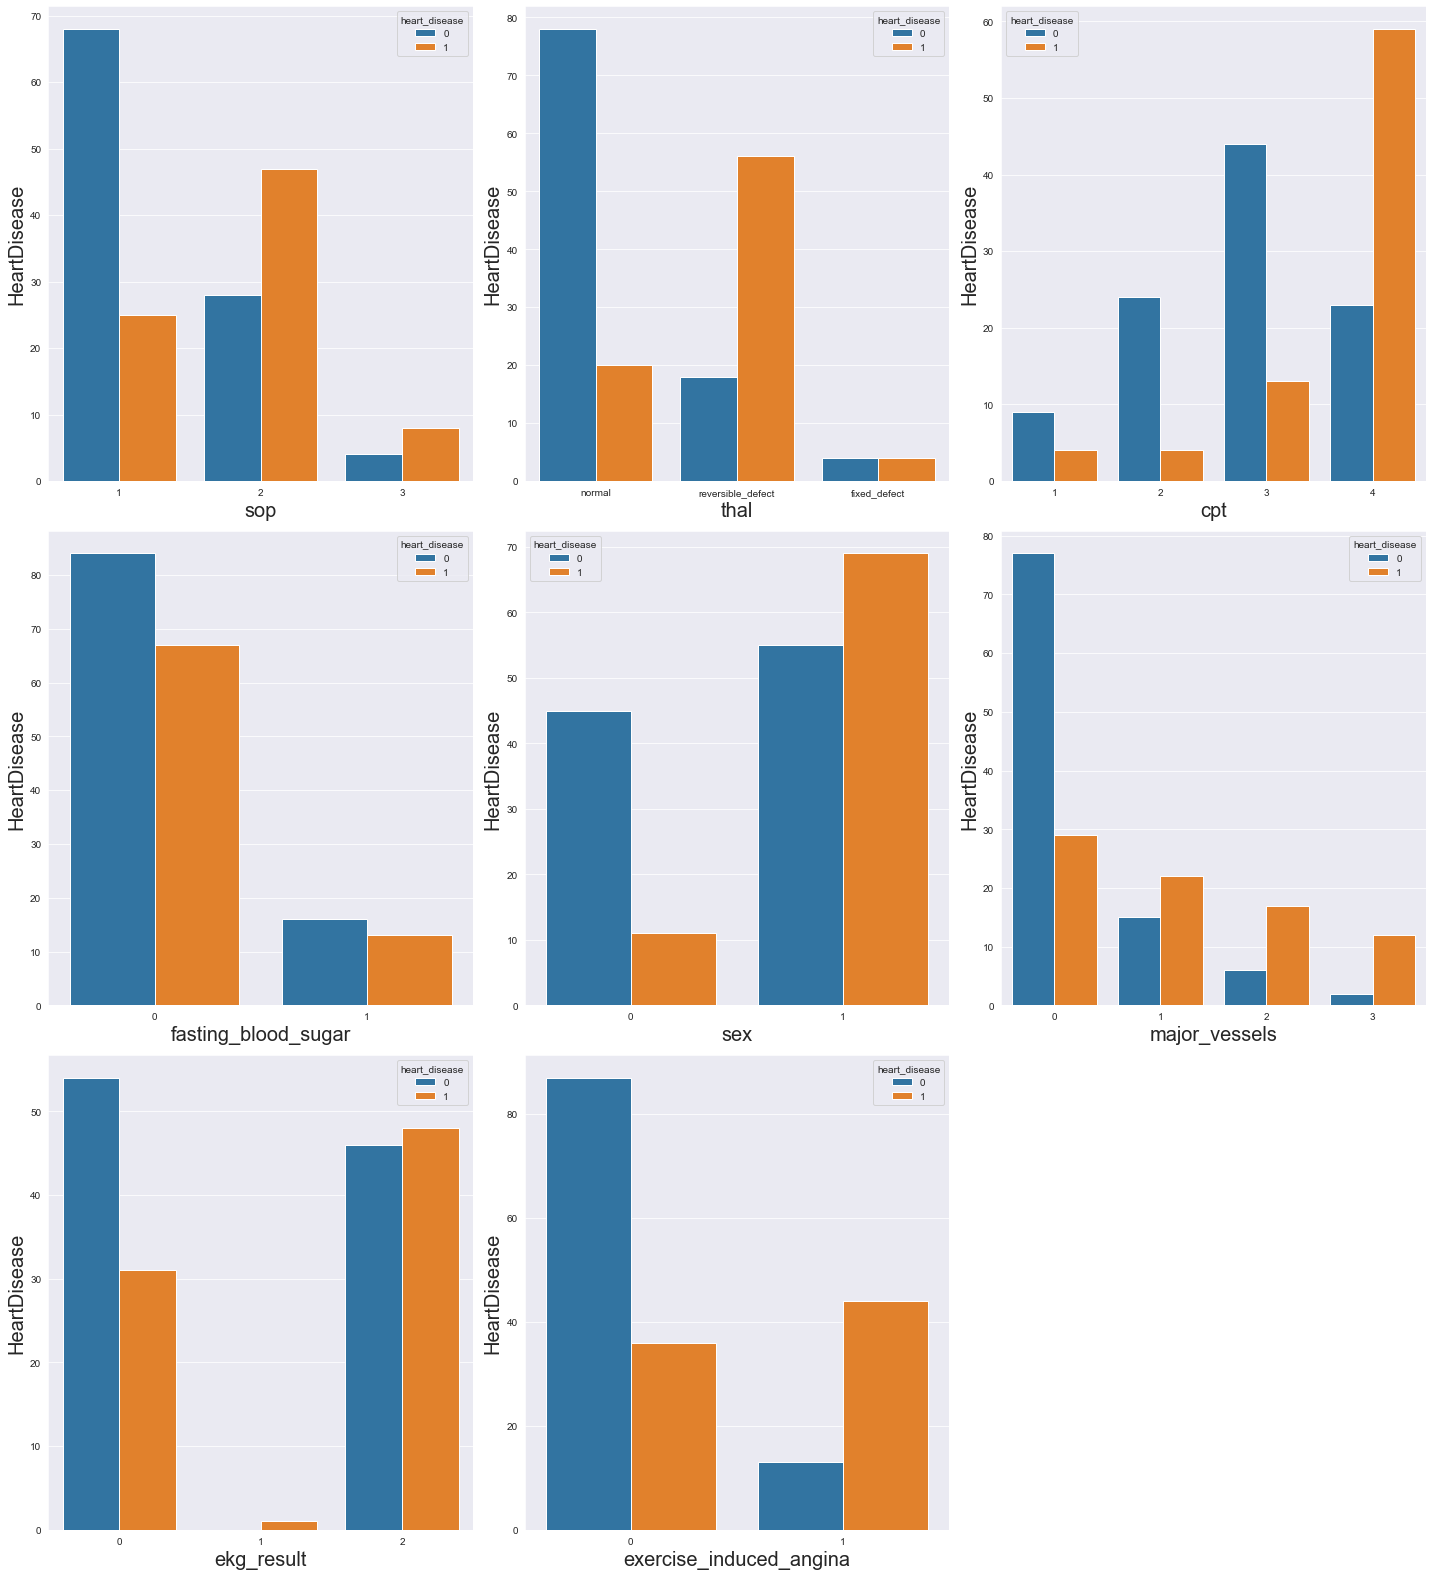 heart_disease
0
1
70
60
50
40
30
20
10
0
HeartDisease
1 2 3
sop
heart_disease
0
1
80
70
60
50
40
30
20
10
0
HeartDisease
normal reversible_defect fixed_defect
thal
heart_disease
0
1
60
50
40
30
20
10
0
HeartDisease
1 2 3 4
cpt
heart_disease
0
1
80
70
60
50
40
30
20
10
0
HeartDisease
0 1
fasting_blood_sugar
heart_disease
0
1
70
60
50
40
30
20
10
0
HeartDisease
0 1
sex
heart_disease
0
1
80
70
60
50
40
30
20
10
0
HeartDisease
0 1 2 3
major_vessels
heart_disease
0
1
50
40
30
20
10
0
HeartDisease
0 1 2
ekg_result
heart_disease
0
1
80
60
40
20
0
HeartDisease
0 1
exercise_induced_angina